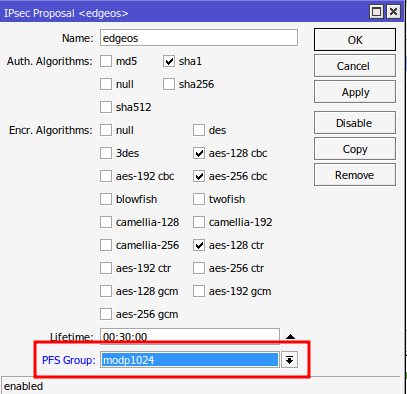 IPsec Proposal <edgeos>
Name: edgeos
OK
Auth. Algorithms: md5 sha1
Cancel
null sha256
Apply
sha512
Encr. Algorithms: null des
Disable
3des aes-128 cbc
Copy
aes-192 cbc aes-256 cbc
Remove
blowfish twofish
camellia-128 camellia-192
camellia-256 aes-128 ctr
aes-192 ctr aes-256 ctr
aes-128 gcm aes-192 gcm
aes-256 gcm
Lifetime: 00:30:00
PFS Group: modp1024
enabled